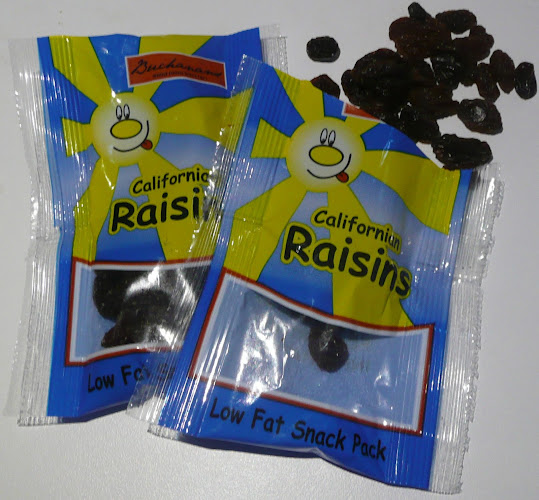 Buchanans
Californian
Raisins
Low Fat
Californian
Raisins
Low Fat Snack Pack